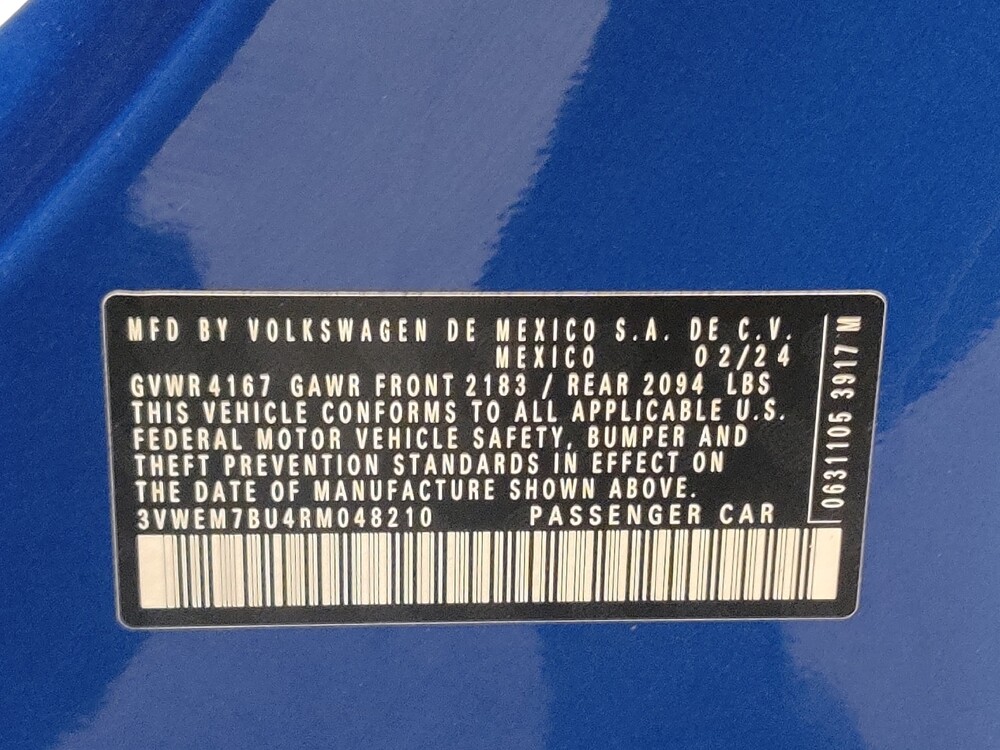 MFD BY VOLKSWAGEN DE MEXICO S.A. DE C.V.
MEXICO 02/24
GVWR 4167 GAWR FRONT 2183 / REAR 2094 LBS
THIS VEHICLE CONFORMS TO ALL APPLICABLE U.S.
FEDERAL MOTOR VEHICLE SAFETY, BUMPER AND
THEFT PREVENTION STANDARDS IN EFFECT ON
THE DATE OF MANUFACTURE SHOWN ABOVE.
3VWEM7BU4RM048210 PASSENGER CAR
0631106 3917 M